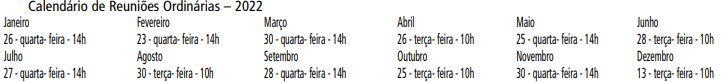 Calendário de Reuniões Ordinárias – 2022
Janeiro Fevereiro Março Abril Maio Junho
26 - quarta- feira - 14h 23 - quarta- feira - 14h 30 - quarta- feira - 14h 26 - terça- feira - 10h 25 - quarta- feira - 14h 28 - terça- feira - 10h
Julho Agosto Setembro Outubro Novembro Dezembro
27 - quarta- feira - 14h 30 - terça- feira - 10h 28 - quarta- feira - 14h 25 - terça- feira - 10h 30 - quarta- feira - 14h 13 - terça- feira - 10h